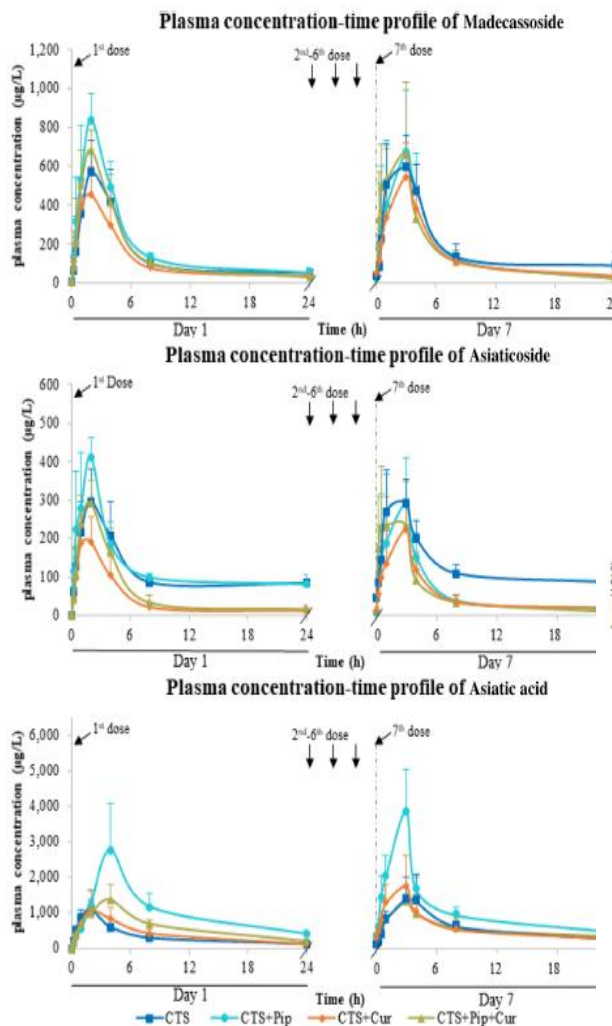 Plasma concentration-time profile of Madecassoside
plasma concentration (µg/L)
1,200
1,000
800
600
400
200
0
1st dose
2nd-6th dose
7th dose
0 6 12 18 24 0 6 12 18
Day 1 Time (h) Day 7
Plasma concentration-time profile of Asiaticoside
plasma concentration (µg/L)
600
500
400
300
200
100
0
1st Dose
2nd-6th dose
7th dose
0 6 12 18 24 0 6 12 18
Day 1 Time (h) Day 7
Plasma concentration-time profile of Asiatic acid
plasma concentration (µg/L)
6,000
5,000
4,000
3,000
2,000
1,000
0
1st dose
2nd-6th dose
7th dose
0 6 12 18 24 0 6 12 18
Day 1 Time (h) Day 7
CTS CTS+Pip CTS+Cur CTS+Pip+Cur